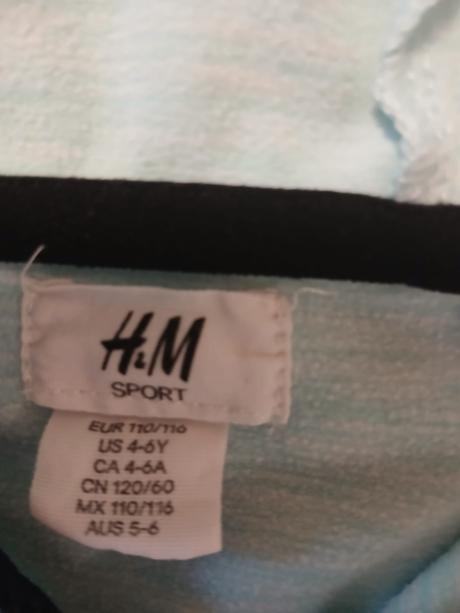 H&M
SPORT
EUR 110/116
US 4-6Y
CA 4-6A
CN 120/60
MX 110/116
AUS 5-6